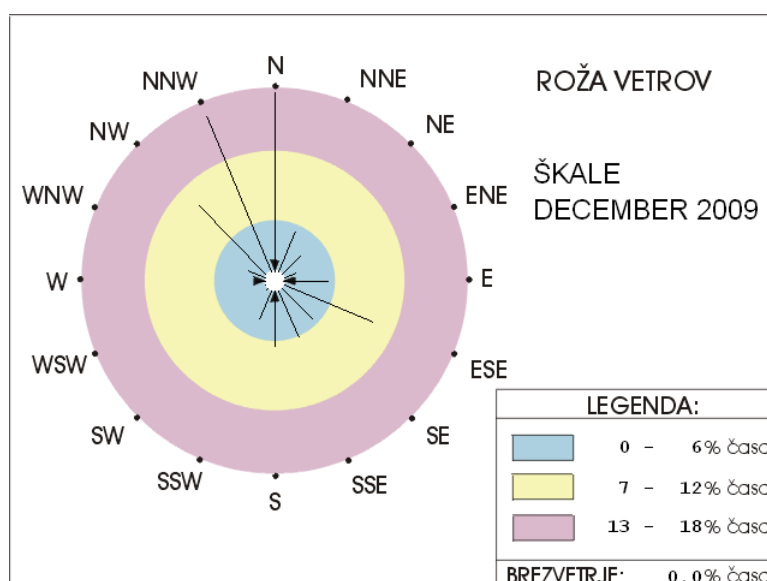 N
NNW
NNE
ROŽA VETROV
NW
NE
ŠKALE
WNW
ENE
DECEMBER 2009
W
E
WSW
ESE
LEGENDA:
SW
SE
0 - 6% časa
SSW
SSE
S
7 - 12% časa
13 - 18% časa
BREZVETRJE: 0.0% časa